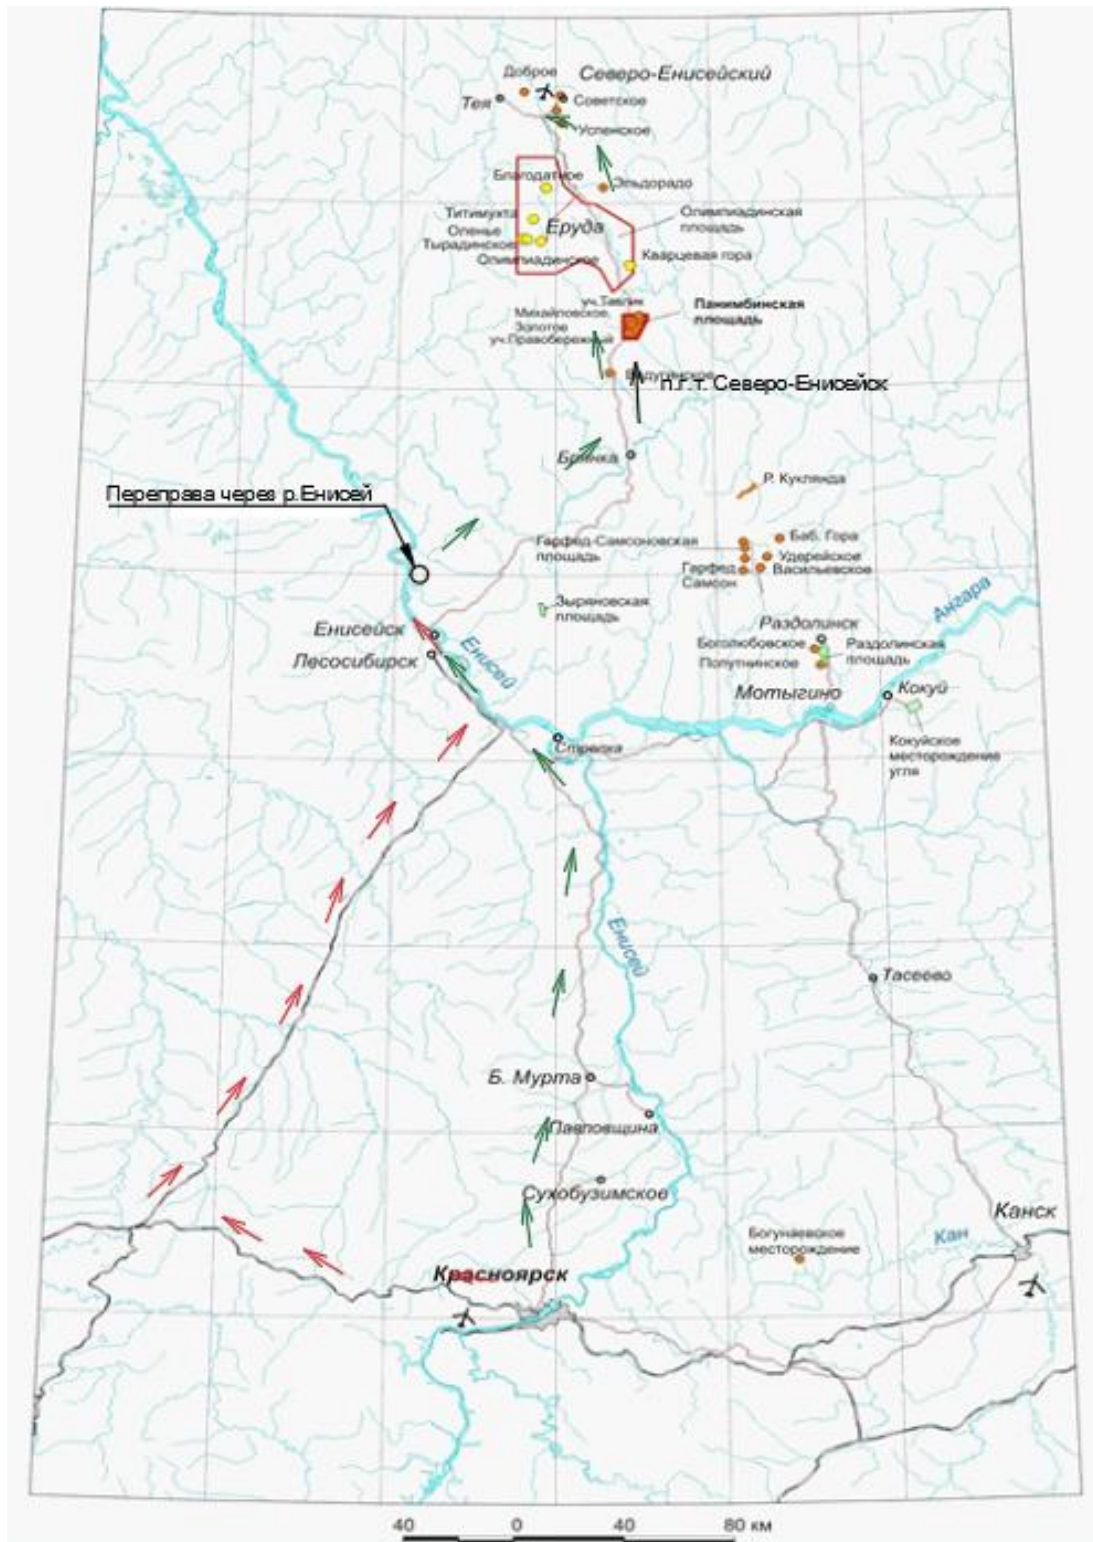 Доброе
Северо-Енисейский
Тея
Советское
Успенское
Благодатное
Эльдорадо
Титимухта
Оленье
Тырадинское
Еруда
Олимпиадинская
площадь
Олимпиадинское
Кварцевая гора
уч.Тавлик
Михайловское
Золотое
уч.Правобережный
Панимбинская
площадь
п.г.т. Северо-Енисейск
Брянка
Р. Куклянда
Переправа через р.Енисей
Гарфед-Самсоновская
площадь
Баб. Гора
Удерейское
Васильевское
Гарфед
Самсон
Зыряновская
площадь
Ангара
Енисейск
Енисей
Лесосибирск
Раздолинск
Боголюбовское
Попутнинское
Раздолинская
площадь
Мотыгино
Кокуй
Стрелка
Кокуйское
месторождение
угля
Енисей
Тасеево
Б. Мурта
Павловщина
Сухобузимское
Канск
Кан
Богунаевское
месторождение
Красноярск
40 0 40 80 км